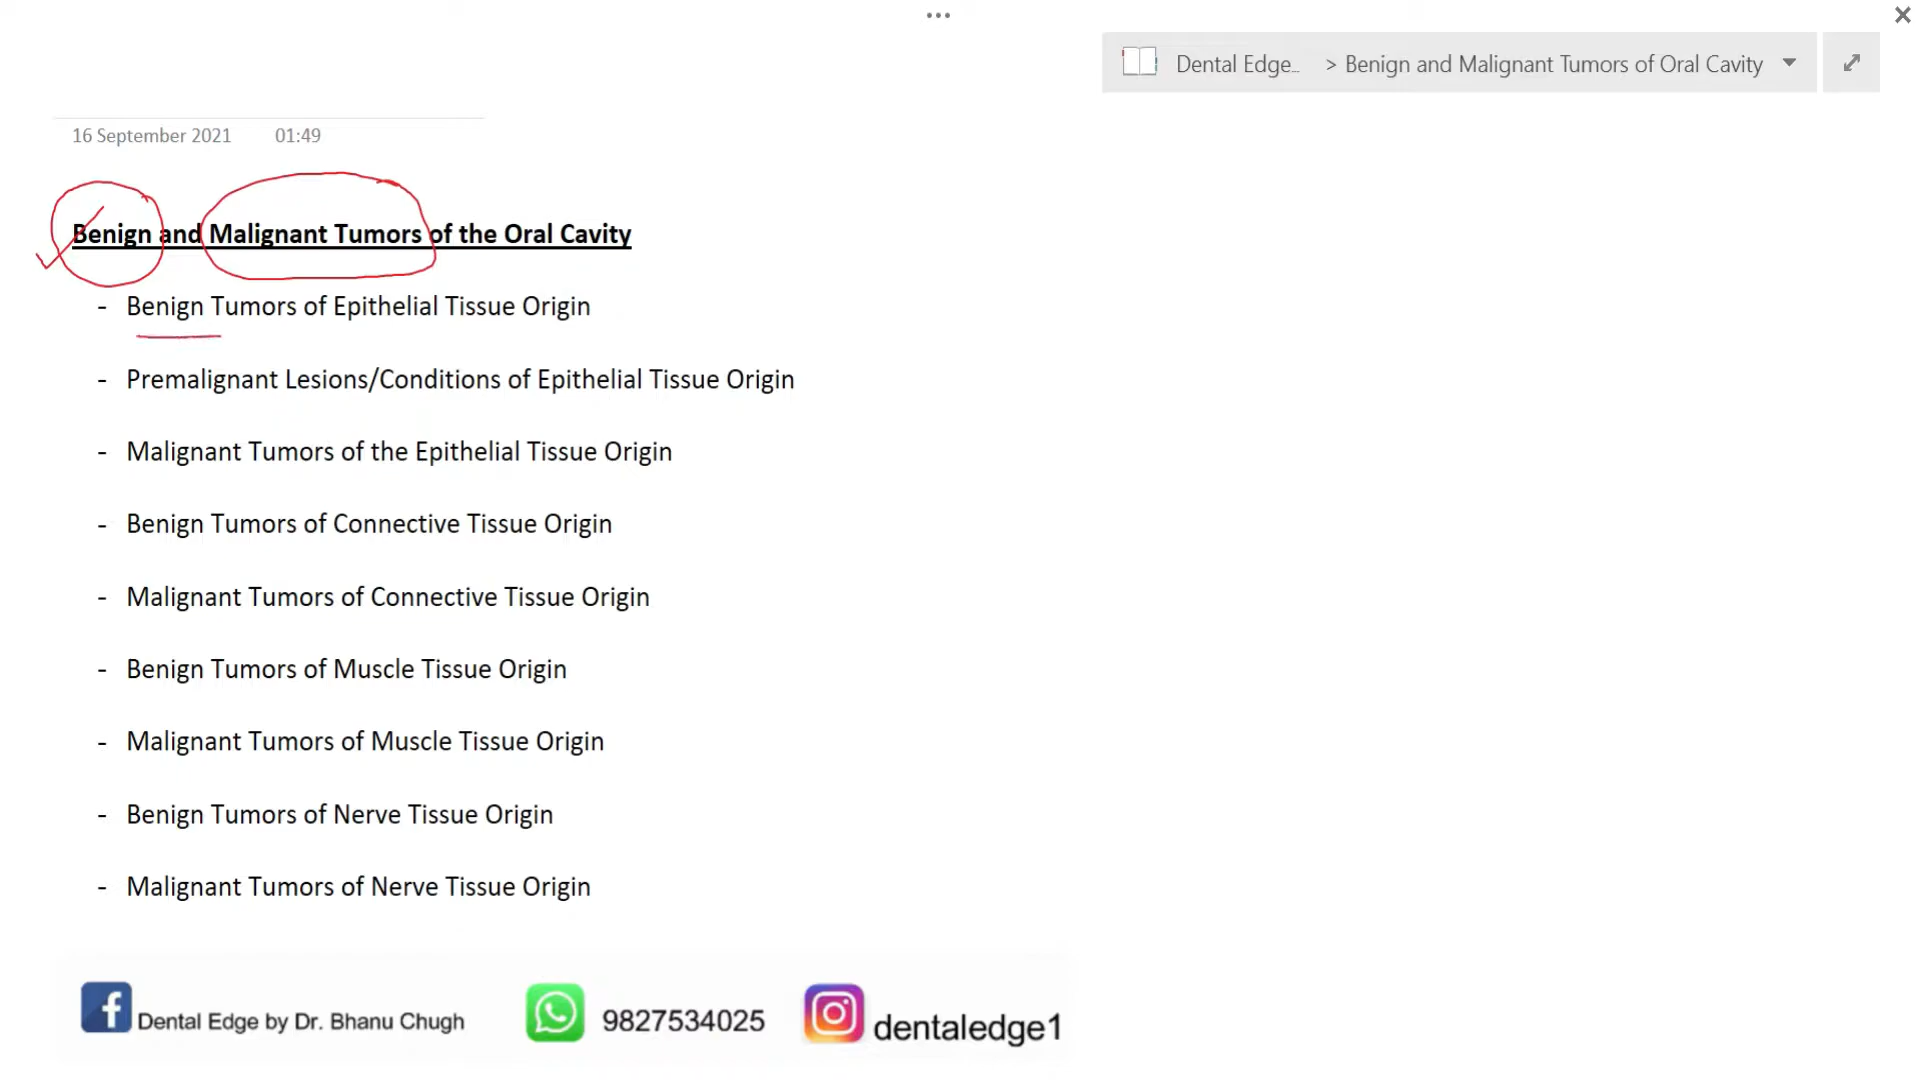 Dental Edge... > Benign and Malignant Tumors of Oral Cavity
16 September 2021 01:49
Benign and Malignant Tumors of the Oral Cavity
- Benign Tumors of Epithelial Tissue Origin
- Premalignant Lesions/Conditions of Epithelial Tissue Origin
- Malignant Tumors of the Epithelial Tissue Origin
- Benign Tumors of Connective Tissue Origin
- Malignant Tumors of Connective Tissue Origin
- Benign Tumors of Muscle Tissue Origin
- Malignant Tumors of Muscle Tissue Origin
- Benign Tumors of Nerve Tissue Origin
- Malignant Tumors of Nerve Tissue Origin
Dental Edge by Dr. Bhanu Chugh 9827534025 dentaledge1